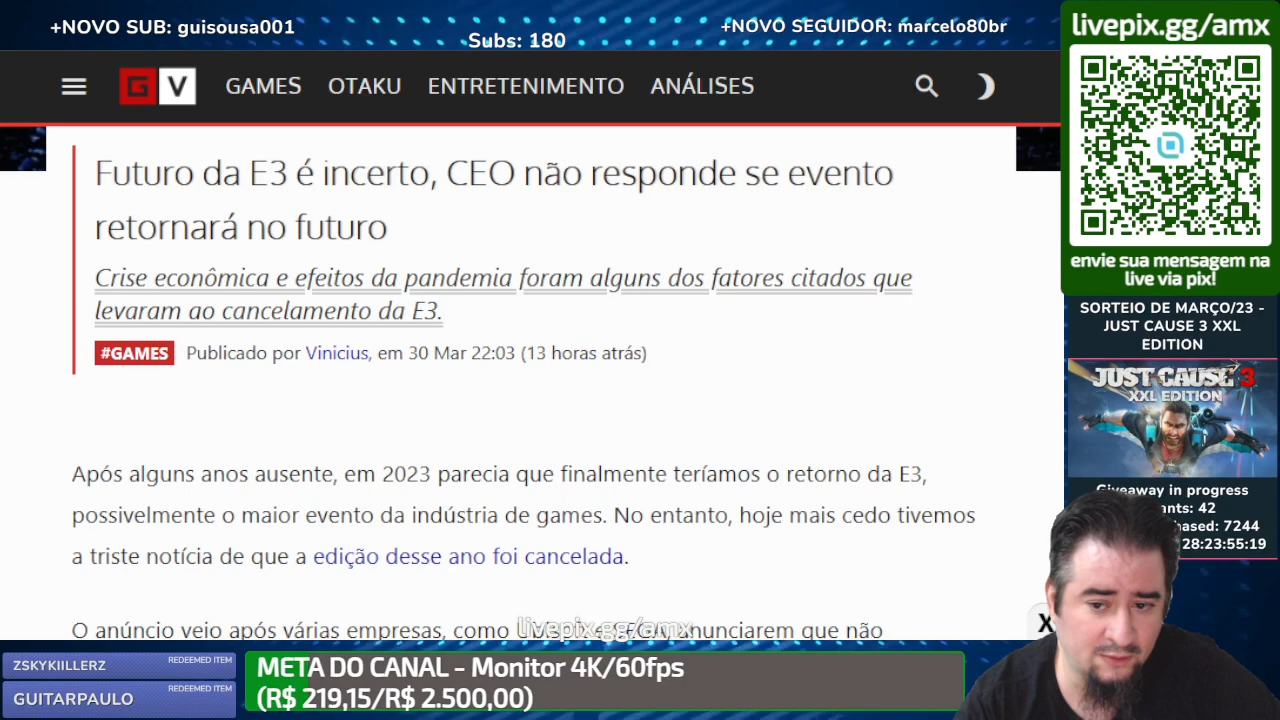 +NOVO SUB: guisousa001
Subs: 180
+NOVO SEGUIDOR: marcelo80br
livepix.gg/amx
G V
GAMES OTAKU ENTRETENIMENTO ANÁLISES
Futuro da E3 é incerto, CEO não responde se evento
retornará no futuro
Crise econômica e efeitos da pandemia foram alguns dos fatores citados que
levaram ao cancelamento da E3.
#GAMES Publicado por Vinicius, em 30 Mar 22:03 (13 horas atrás)
Após alguns anos ausente, em 2023 parecia que finalmente teríamos o retorno da E3,
possivelmente o maior evento da indústria de games. No entanto, hoje mais cedo tivemos
a triste notícia de que a edição desse ano foi cancelada.
O anúncio veio após várias empresas, como anunciarem que não
livepix.gg/amx
X
envie sua mensagem na
live via pix!
SORTEIO DE MARÇO/23 -
JUST CAUSE 3 XXL
EDITION
JUST CAUSE 3
XXL EDITION
Giveaway in progress
42
7244
28:23:55:19
ZSKYKIILLERZ REDEEMED ITEM
GUITARPAULO REDEEMED ITEM
META DO CANAL - Monitor 4K/60fps
(R$ 219,15/R$ 2.500,00)